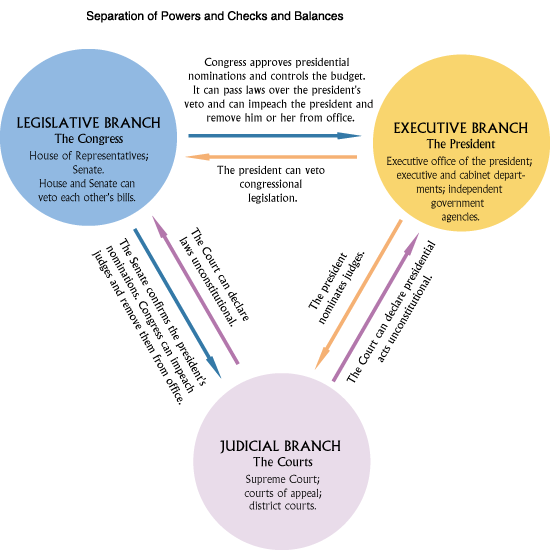 Separation of Powers and Checks and Balances
Congress approves presidential
nominations and controls the budget.
It can pass laws over the president's
veto and can impeach the president and
remove him or her from office.
LEGISLATIVE BRANCH
The Congress
House of Representatives;
Senate.
House and Senate can
veto each other's bills.
EXECUTIVE BRANCH
The President
Executive office of the president;
executive and cabinet depart-
ments; independent
government
agencies.
The president can veto
congressional
legislation.
The Senate confirms the president's
nominations. Congress can impeach
judges and remove them from office.
The Court can declare
laws unconstitutional.
The president
nominates judges.
The Court can declare presidential
acts unconstitutional.
JUDICIAL BRANCH
The Courts
Supreme Court;
courts of appeal;
district courts.